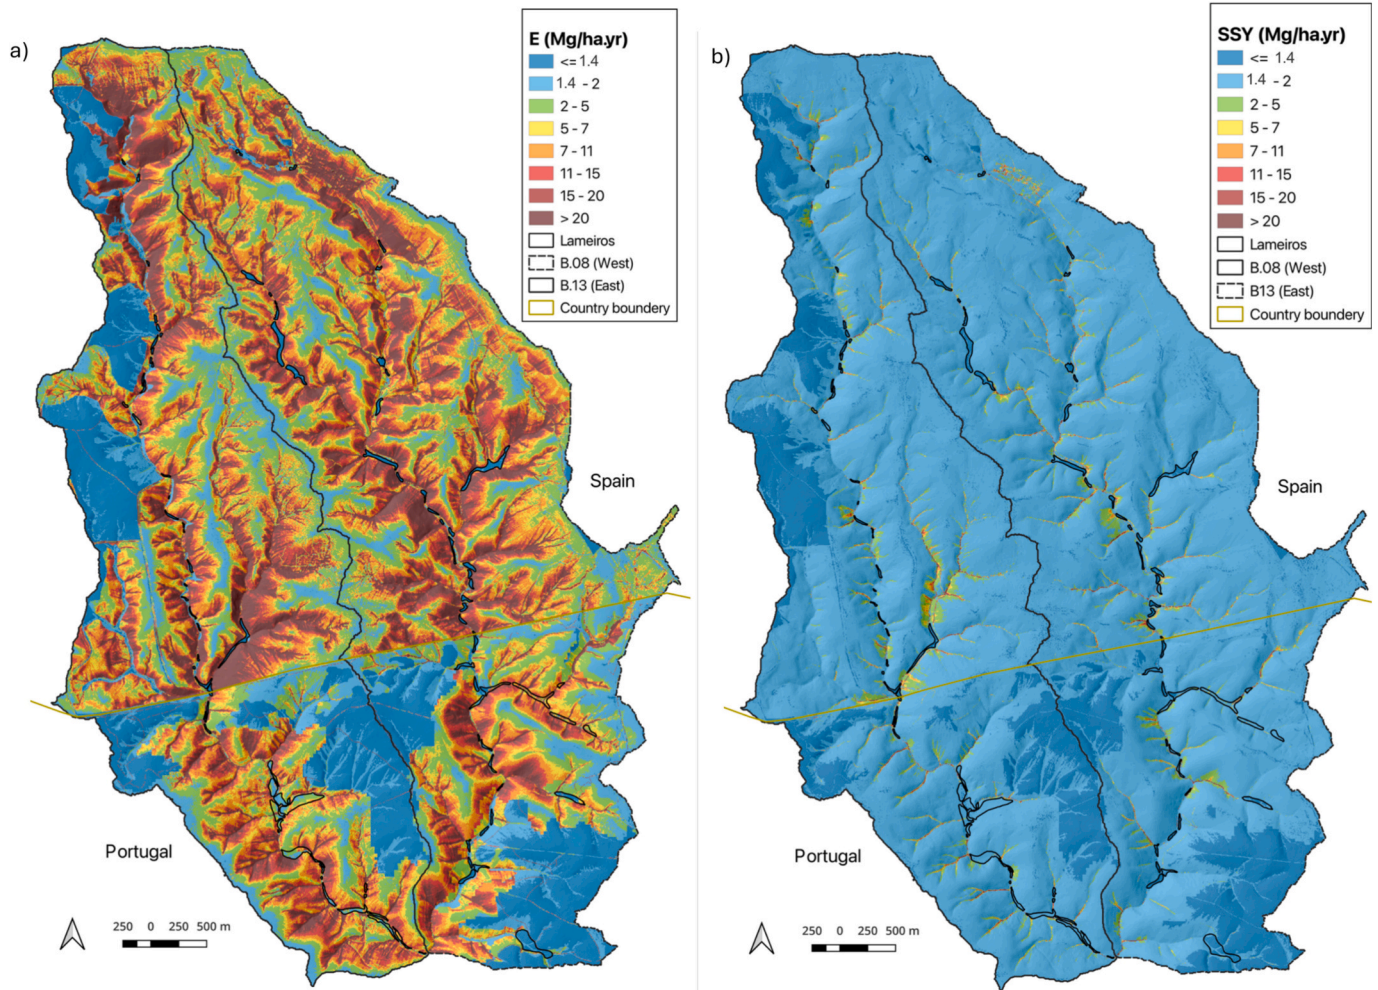 a)
E (Mg/ha.yr)
<= 1.4
1.4 - 2
2 - 5
5 - 7
7 - 11
11 - 15
15 - 20
> 20
Lameiros
B.08 (West)
B.13 (East)
Country boundery
Spain
Portugal
250 0 250 500 m
b)
SSY (Mg/ha.yr)
<= 1.4
1.4 - 2
2 - 5
5 - 7
7 - 11
11 - 15
15 - 20
> 20
Lameiros
B.08 (West)
B13 (East)
Country boundery
Spain
Portugal
250 0 250 500 m